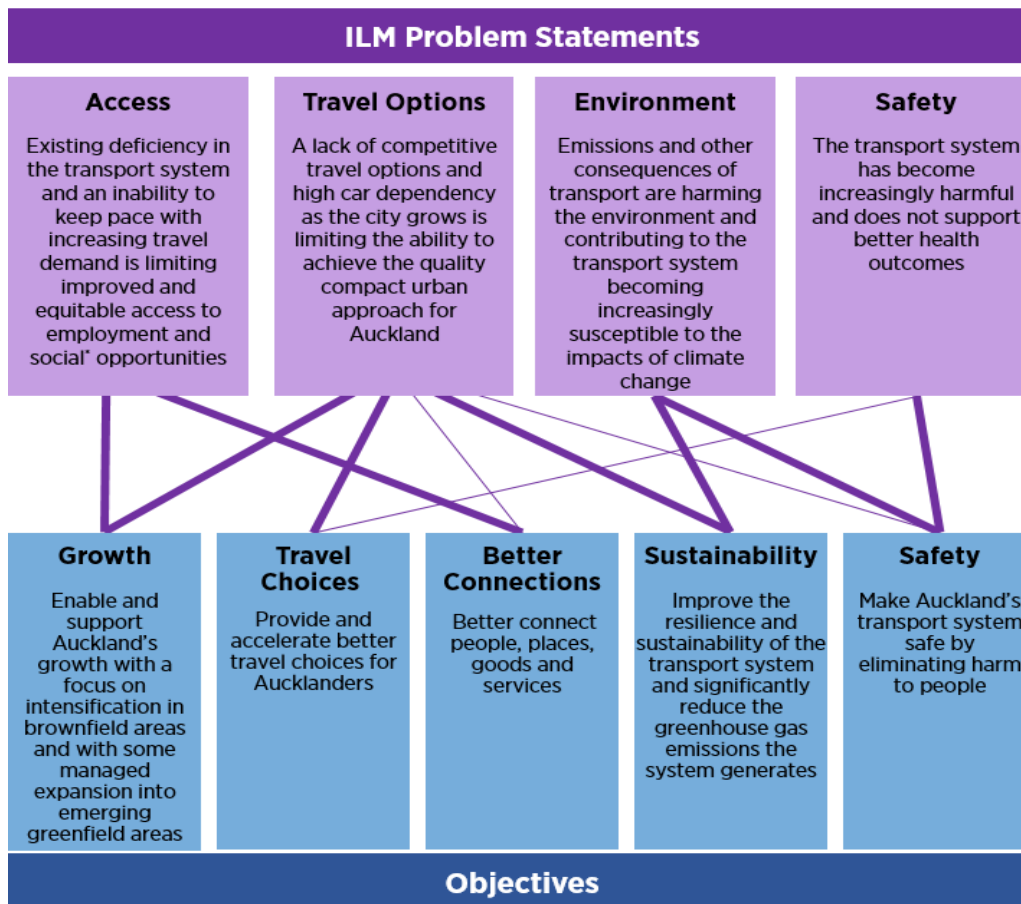 ILM Problem Statements
Access
Existing deficiency in
the transport system
and an inability to
keep pace with
increasing travel
demand is limiting
improved and
equitable access to
employment and
social* opportunities
Travel Options
A lack of competitive
travel options and
high car dependency
as the city grows is
limiting the ability to
achieve the quality
compact urban
approach for
Auckland
Environment
Emissions and other
consequences of
transport are harming
the environment and
contributing to the
transport system
becoming
increasingly
susceptible to the
impacts of climate
change
Safety
The transport system
has become
increasingly harmful
and does not support
better health
outcomes
Growth
Enable and
support
Auckland's
growth with a
focus on
intensification in
brownfield areas
and with some
managed
expansion into
emerging
greenfield areas
Travel
Choices
Provide and
accelerate better
travel choices for
Aucklanders
Better
Connections
Better connect
people, places,
goods and
services
Sustainability
Improve the
resilience and
sustainability of the
transport system
and significantly
reduce the
greenhouse gas
emissions the
system generates
Safety
Make Auckland's
transport system
safe by
eliminating harm
to people
Objectives